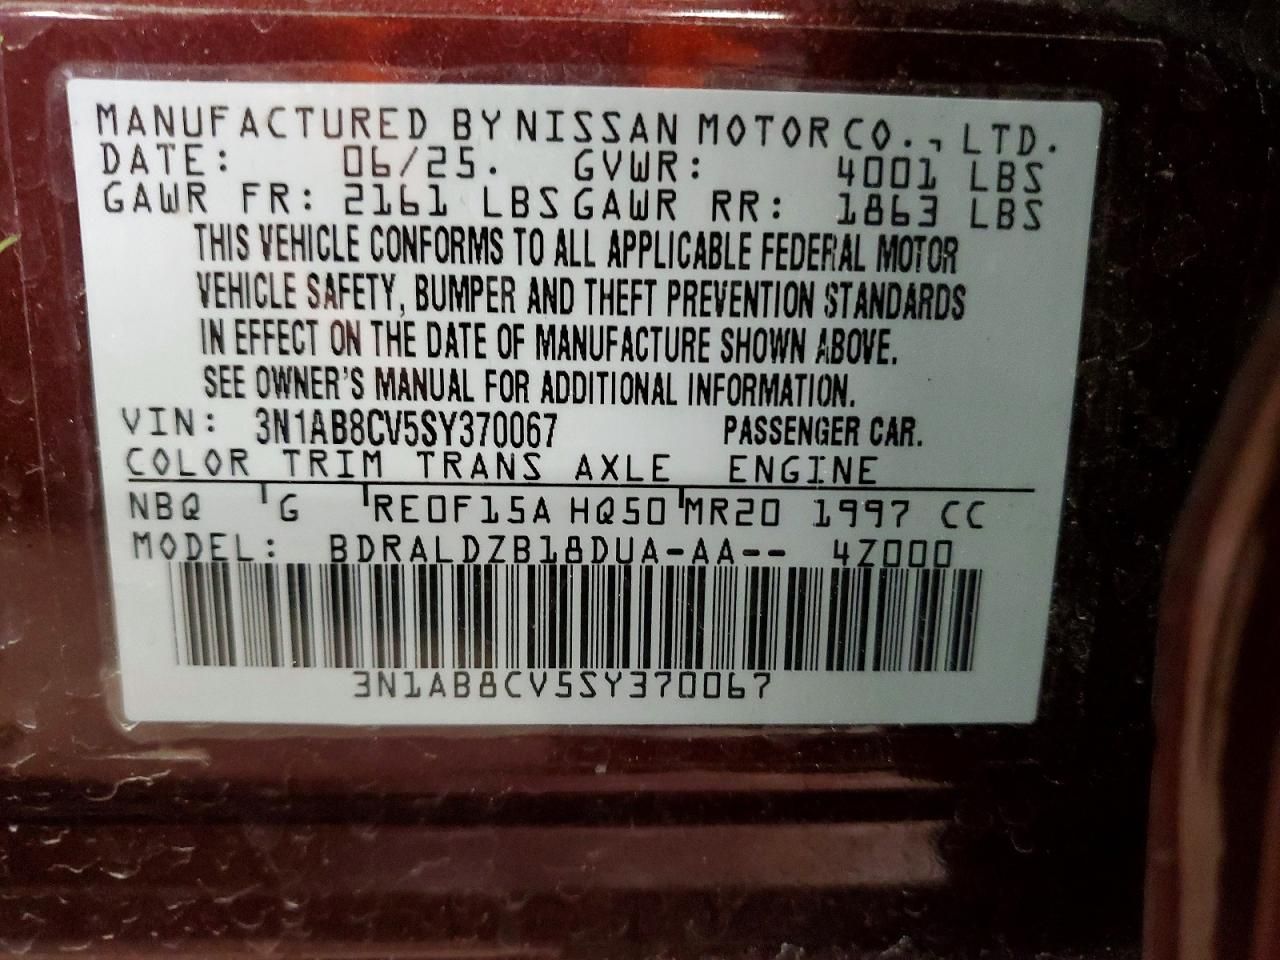 MANUFACTURED BY NISSAN MOTOR CO., LTD.
DATE: 06/25. GVWR: 4001 LBS
GAWR FR: 2161 LBS GAWR RR: 1863 LBS
THIS VEHICLE CONFORMS TO ALL APPLICABLE FEDERAL MOTOR
VEHICLE SAFETY, BUMPER AND THEFT PREVENTION STANDARDS
IN EFFECT ON THE DATE OF MANUFACTURE SHOWN ABOVE.
SEE OWNER'S MANUAL FOR ADDITIONAL INFORMATION.
VIN: 3N1AB8CV5SY370067 PASSENGER CAR.
COLOR TRIM TRANS AXLE ENGINE
NBQ G RE0F15A HQ50 MR20 1997 CC
MODEL: BDRALDZB18DUA-AA-- 4Z000
3N1AB8CV5SY370067